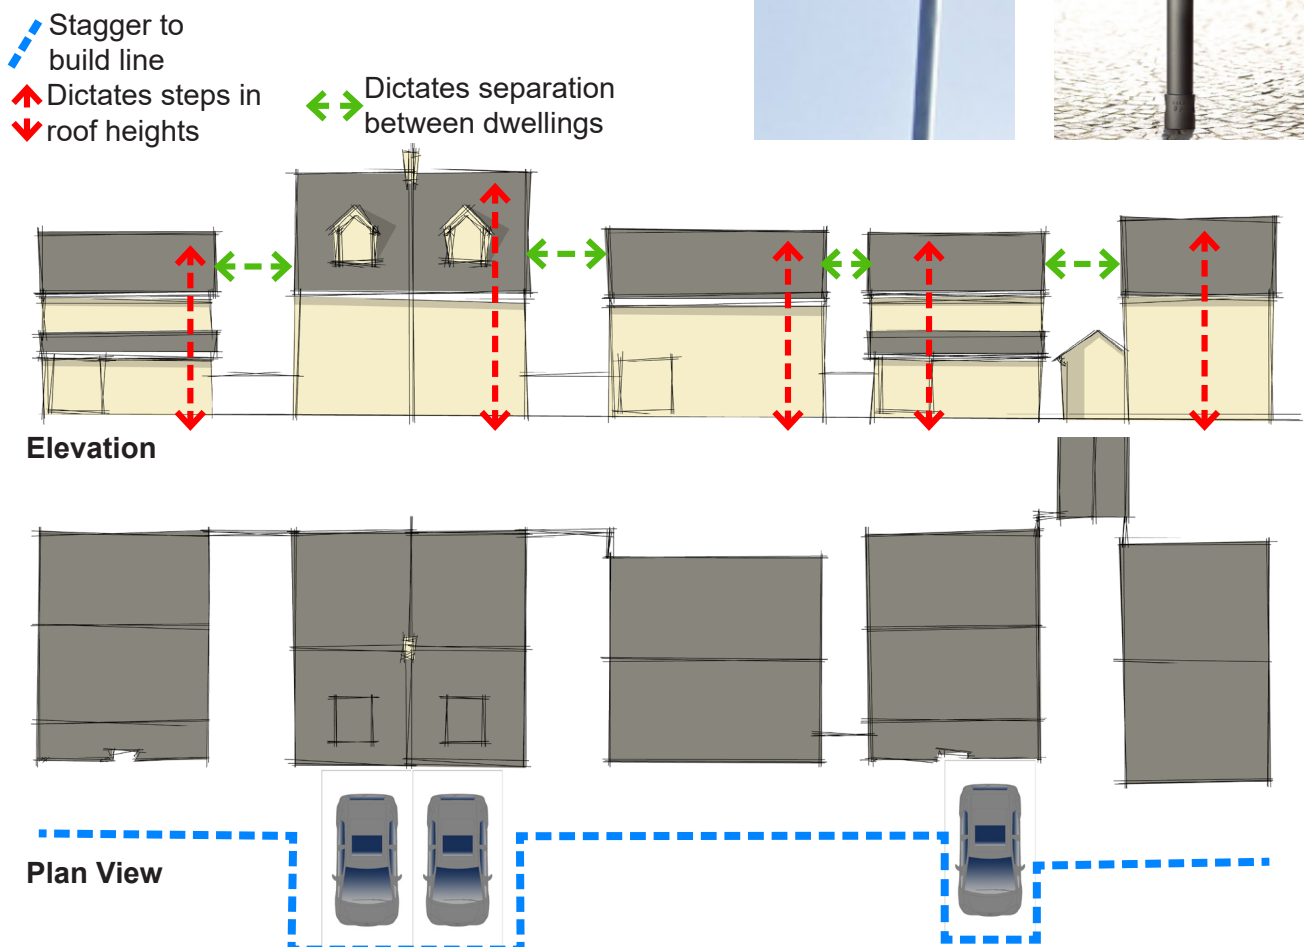 Stagger to
build line
Dictates steps in
roof heights
Dictates separation
between dwellings
Elevation
Plan View